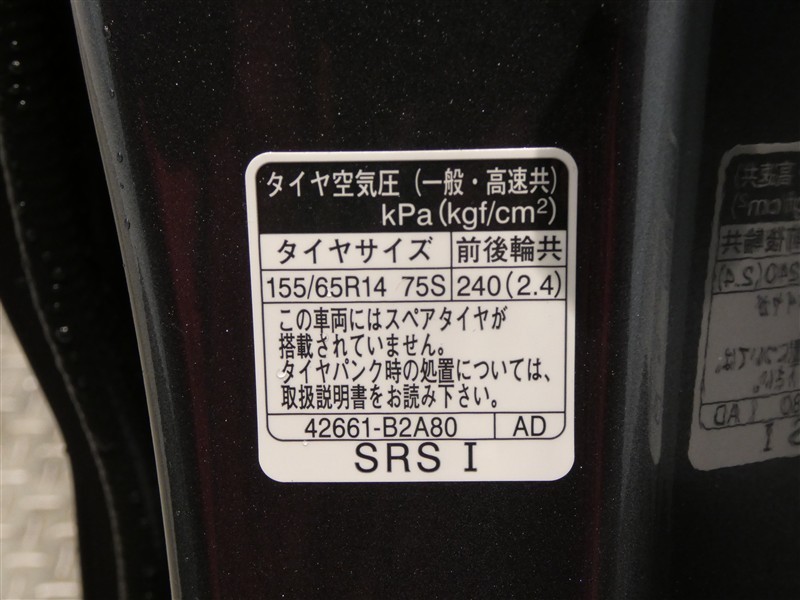 タイヤ空気圧（一般・高速共）
kPa(kgf/cm²)
タイヤサイズ 前後輪共
155/65R14 75S 240(2.4)
この車両にはスペアタイヤが
搭載されていません。
タイヤパンク時の処置については、
取扱説明書をお読み下さい。
42661-B2A80 AD
SRS I